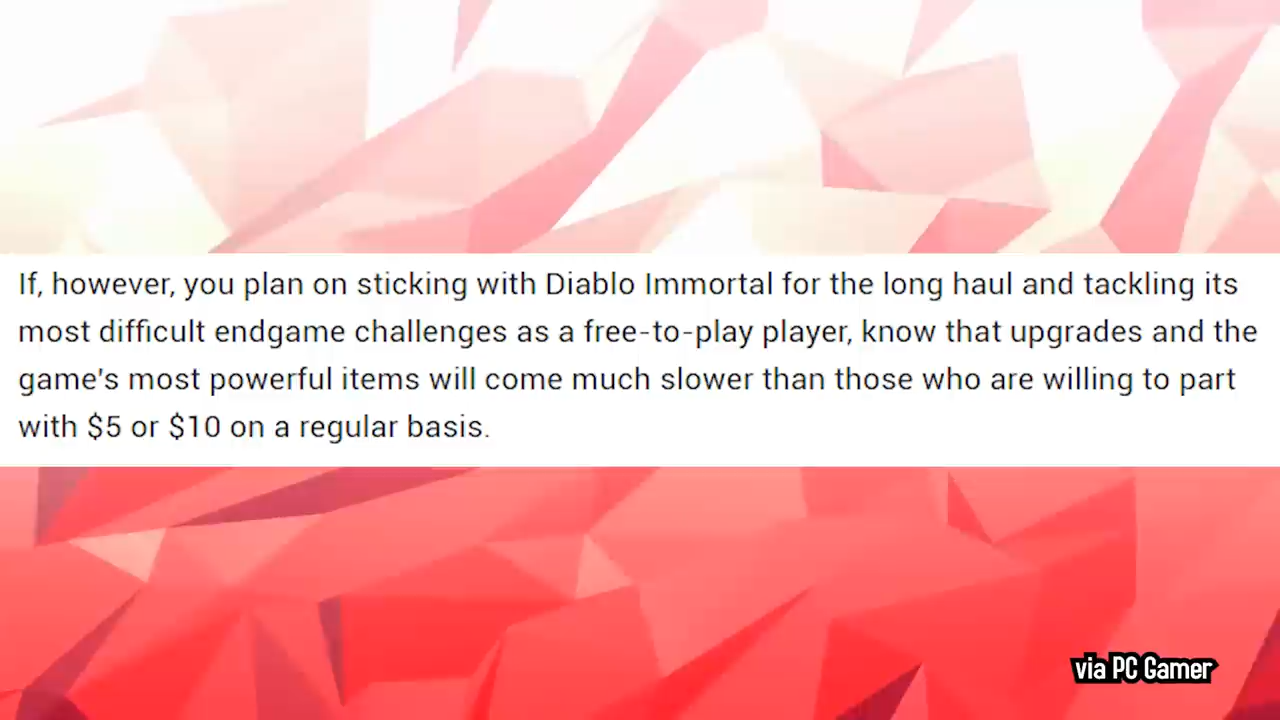 If, however, you plan on sticking with Diablo Immortal for the long haul and tackling its
most difficult endgame challenges as a free-to-play player, know that upgrades and the
game's most powerful items will come much slower than those who are willing to part
with $5 or $10 on a regular basis.
via PC Gamer